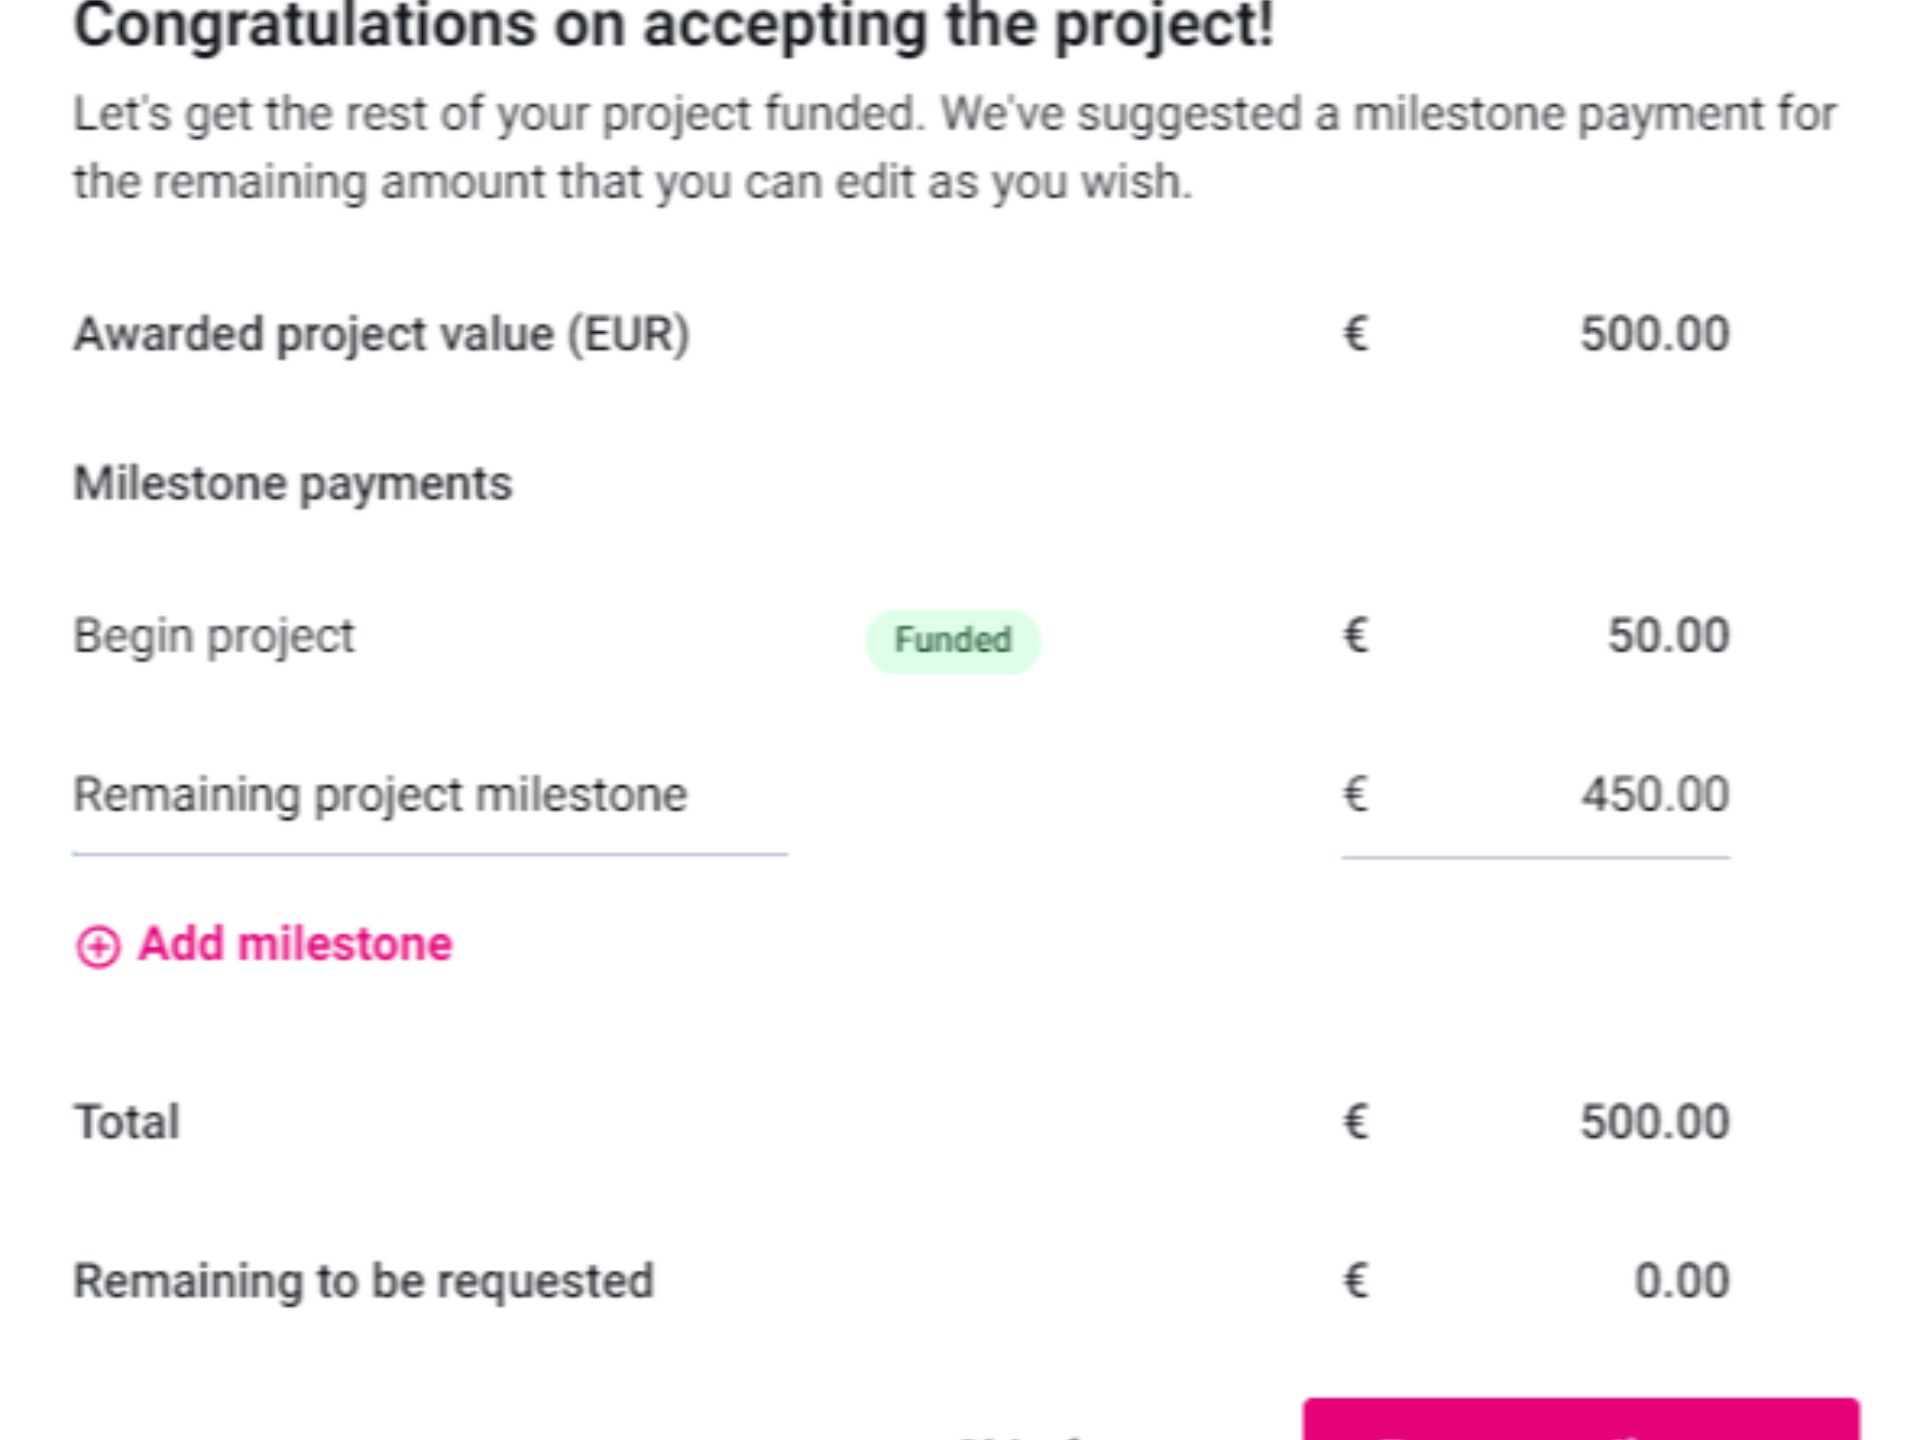 Congratulations on accepting the project!
Let's get the rest of your project funded. We've suggested a milestone payment for
the remaining amount that you can edit as you wish.
Awarded project value (EUR) € 500.00
Milestone payments
Begin project Funded € 50.00
Remaining project milestone € 450.00
Add milestone
Total € 500.00
Remaining to be requested € 0.00